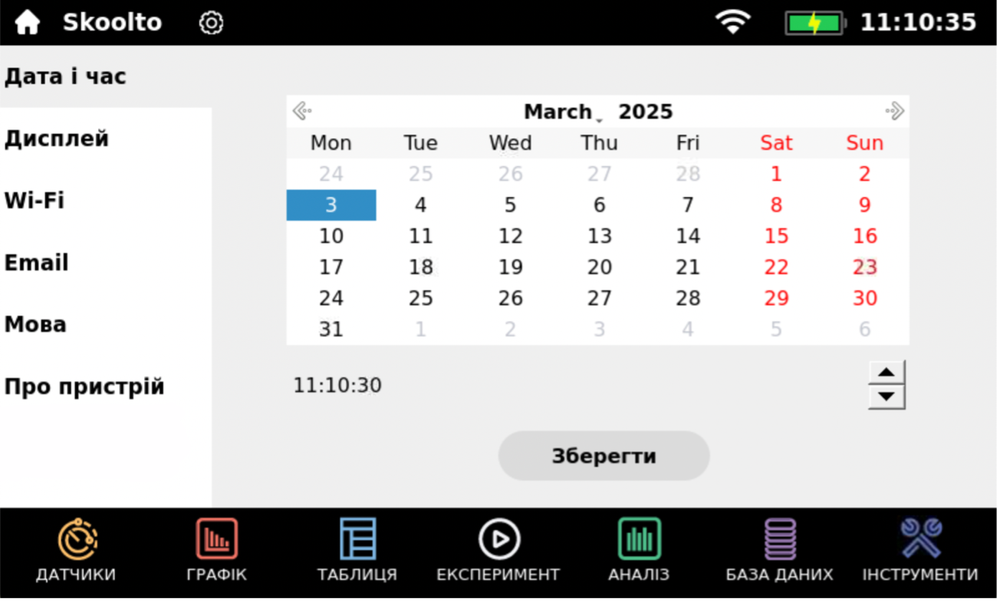 Skoolto 11:10:35
Дата і час
Дисплей
Wi-Fi
Email
Мова
Про пристрій
March 2025
Mon Tue Wed Thu Fri Sat Sun
24 25 26 27 28 1 2
3 4 5 6 7 8 9
10 11 12 13 14 15 16
17 18 19 20 21 22 23
24 25 26 27 28 29 30
31 1 2 3 4 5 6
11:10:30
Зберегти
ДАТЧИКИ ГРАФІК ТАБЛИЦЯ ЕКСПЕРИМЕНТ АНАЛІЗ БАЗА ДАНИХ ІНСТРУМЕНТИ